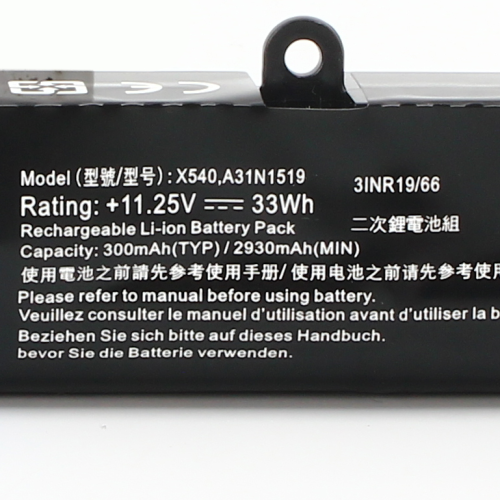 Model (型號/型号) : X540,A31N1519
3INR19/66
Rating: +11.25V ⎓ 33Wh
Rechargeable Li-ion Battery Pack
二次鋰電池組
Capacity: 300mAh(TYP) / 2930mAh(MIN)
使用電池之前請先參考使用手册/ 使用电池之前请先参考使用
Please refer to manual before using battery.
Veuillez consulter le manuel d'utilisation avant d'utiliser la b
Beziehen Sie sich bitte auf dieses Handbuch.
bevor Sie die Batterie verwenden.